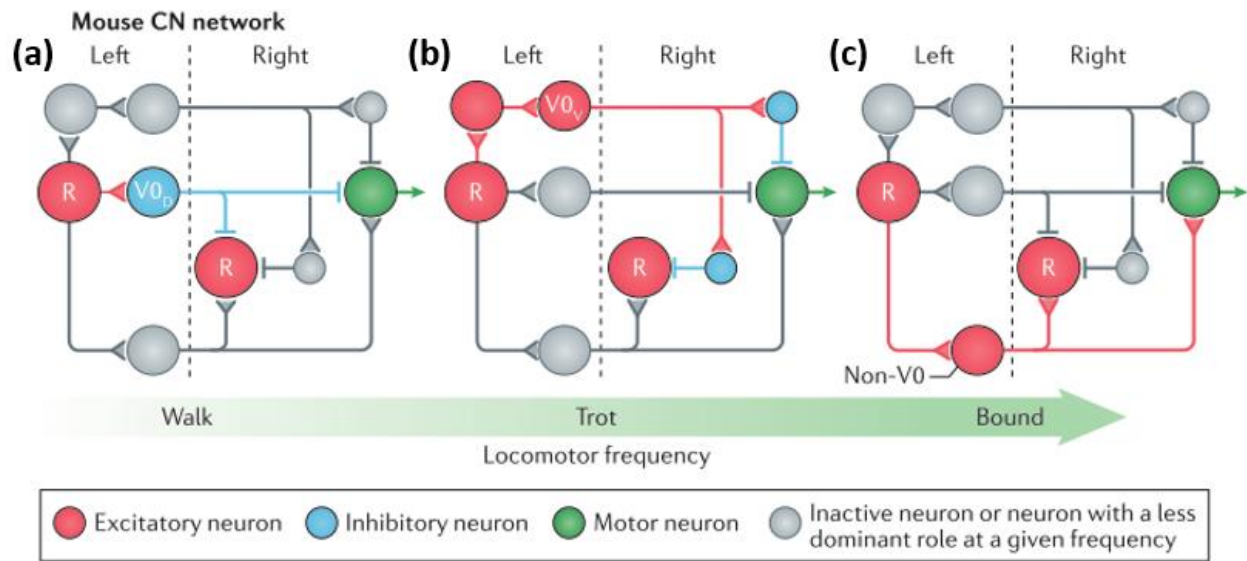 Mouse CN network
(a) Left Right (b) Left Right (c) Left Right
V0V
R V0D R R
R R R
Non-V0
Walk Trot Bound
Locomotor frequency
Excitatory neuron Inhibitory neuron Motor neuron Inactive neuron or neuron with a less
dominant role at a given frequency